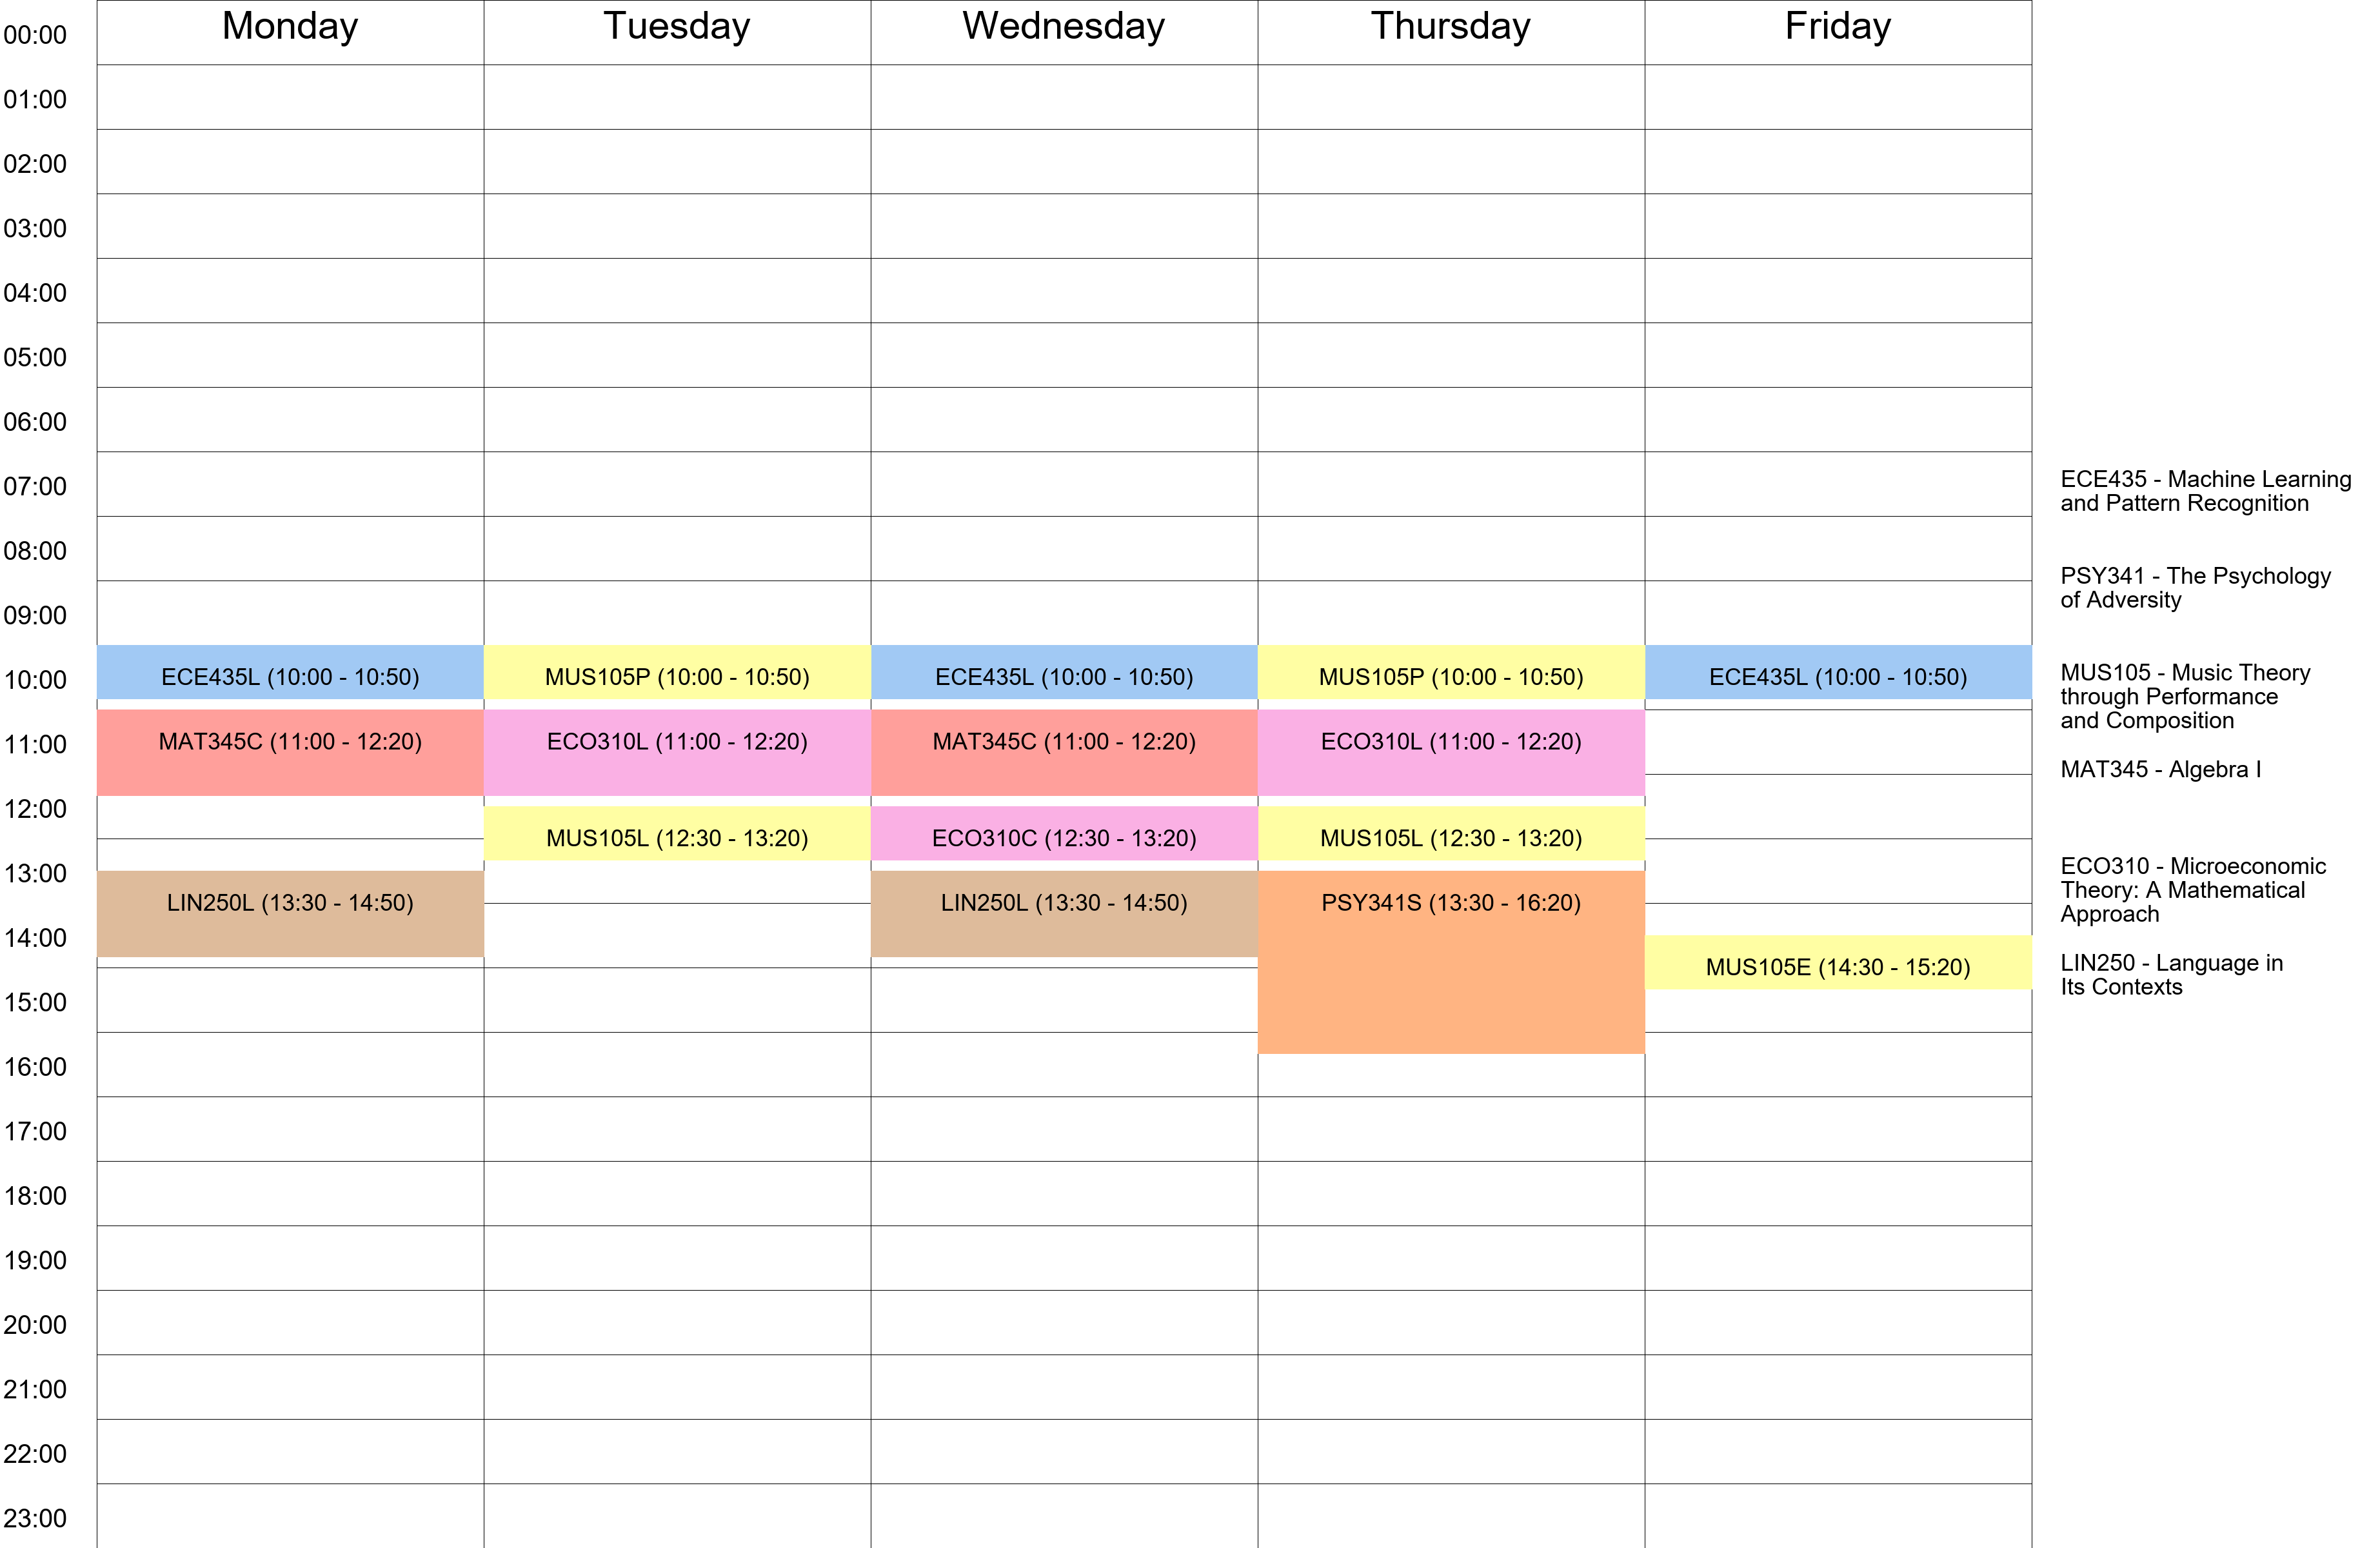 Monday Tuesday Wednesday Thursday Friday
00:00
01:00
02:00
03:00
04:00
05:00
06:00
07:00
08:00
09:00
10:00
11:00
12:00
13:00
14:00
15:00
16:00
17:00
18:00
19:00
20:00
21:00
22:00
23:00
ECE435L (10:00 - 10:50) MUS105P (10:00 - 10:50) ECE435L (10:00 - 10:50) MUS105P (10:00 - 10:50) ECE435L (10:00 - 10:50)
MAT345C (11:00 - 12:20) ECO310L (11:00 - 12:20) MAT345C (11:00 - 12:20) ECO310L (11:00 - 12:20)
MUS105L (12:30 - 13:20) ECO310C (12:30 - 13:20) MUS105L (12:30 - 13:20)
LIN250L (13:30 - 14:50) LIN250L (13:30 - 14:50) PSY341S (13:30 - 16:20)
MUS105E (14:30 - 15:20)
ECE435 - Machine Learning
and Pattern Recognition
PSY341 - The Psychology
of Adversity
MUS105 - Music Theory
through Performance
and Composition
MAT345 - Algebra I
ECO310 - Microeconomic
Theory: A Mathematical
Approach
LIN250 - Language in
Its Contexts